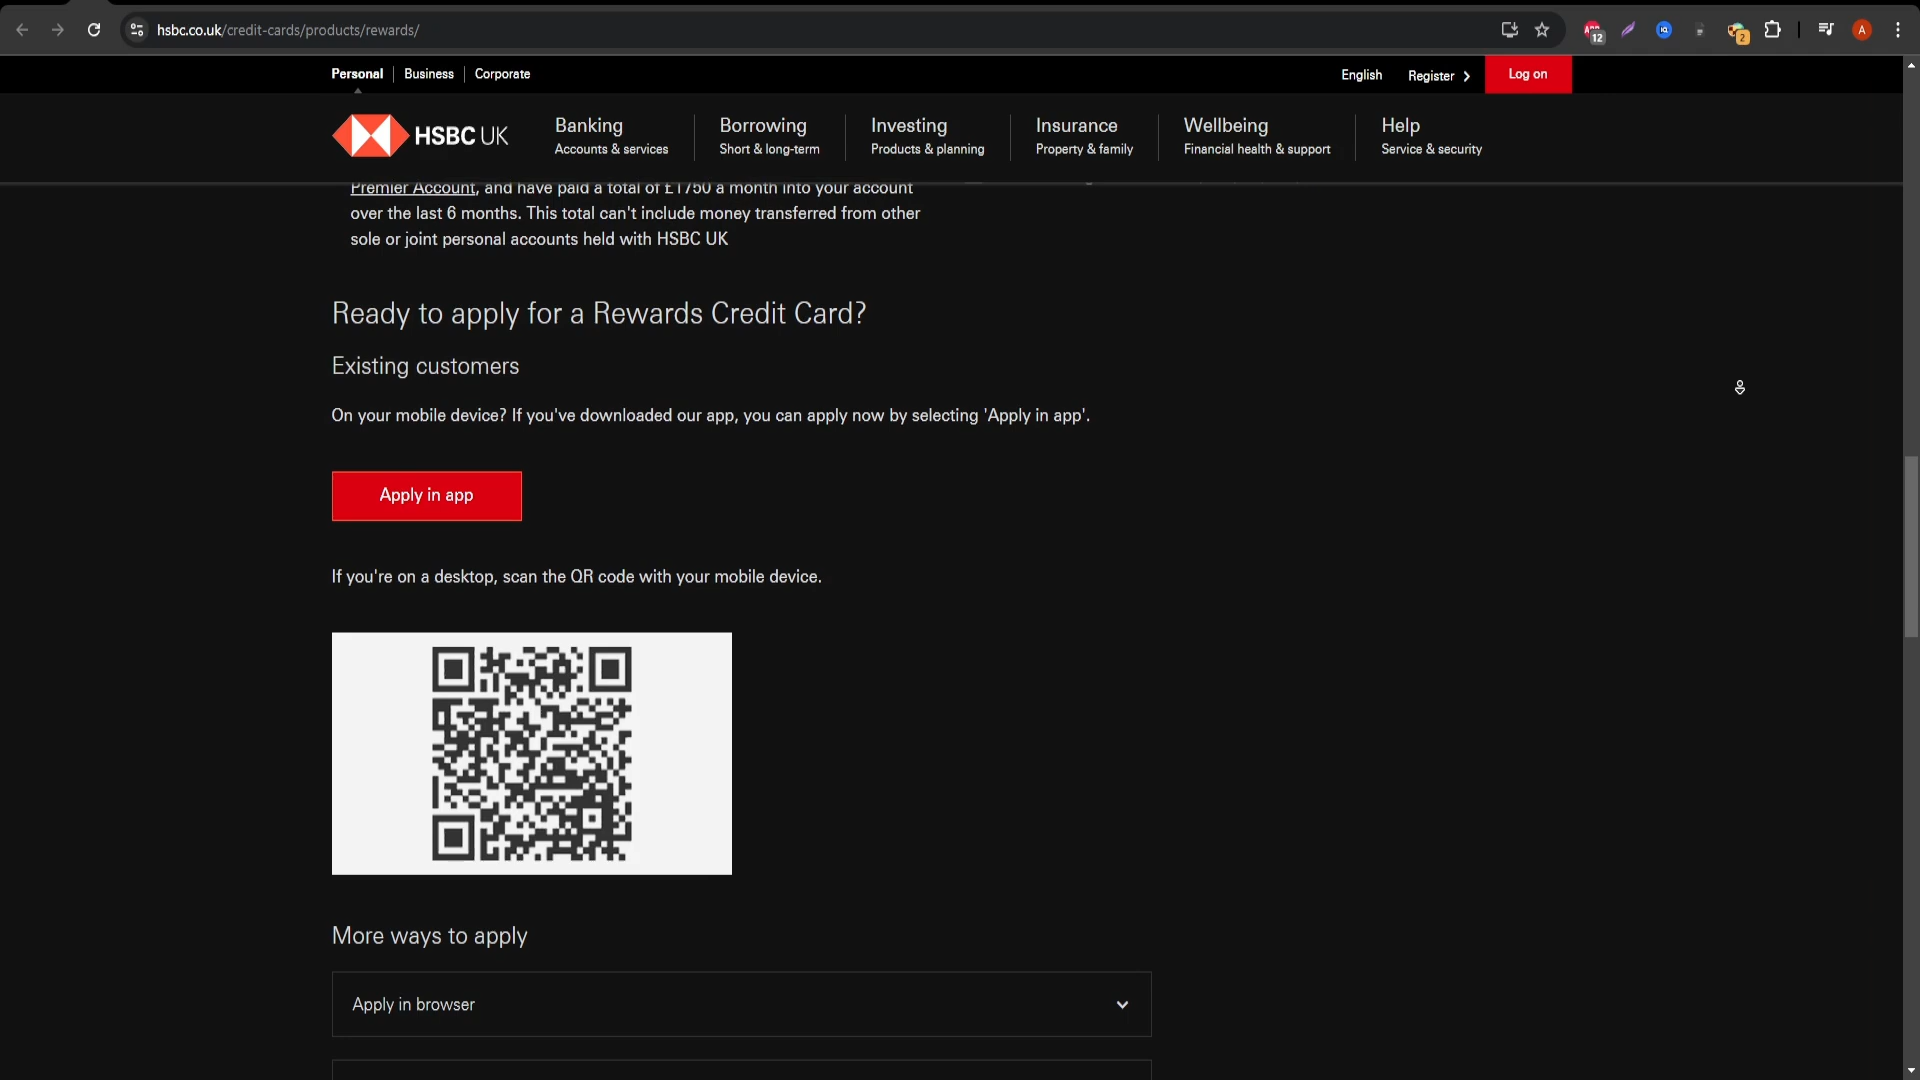 hsbc.co.uk/credit-cards/products/rewards/
12
2
A
Personal
Business
Corporate
English
Register
Log on
HSBC UK
Banking
Accounts & services
Borrowing
Short & long-term
Investing
Products & planning
Insurance
Property & family
Wellbeing
Financial health & support
Help
Service & security
Premier Account, and have paid a total of £1750 a month into your account
over the last 6 months. This total can't include money transferred from other
sole or joint personal accounts held with HSBC UK
Ready to apply for a Rewards Credit Card?
Existing customers
On your mobile device? If you've downloaded our app, you can apply now by selecting 'Apply in app'.
Apply in app
If you're on a desktop, scan the QR code with your mobile device.
More ways to apply
Apply in browser